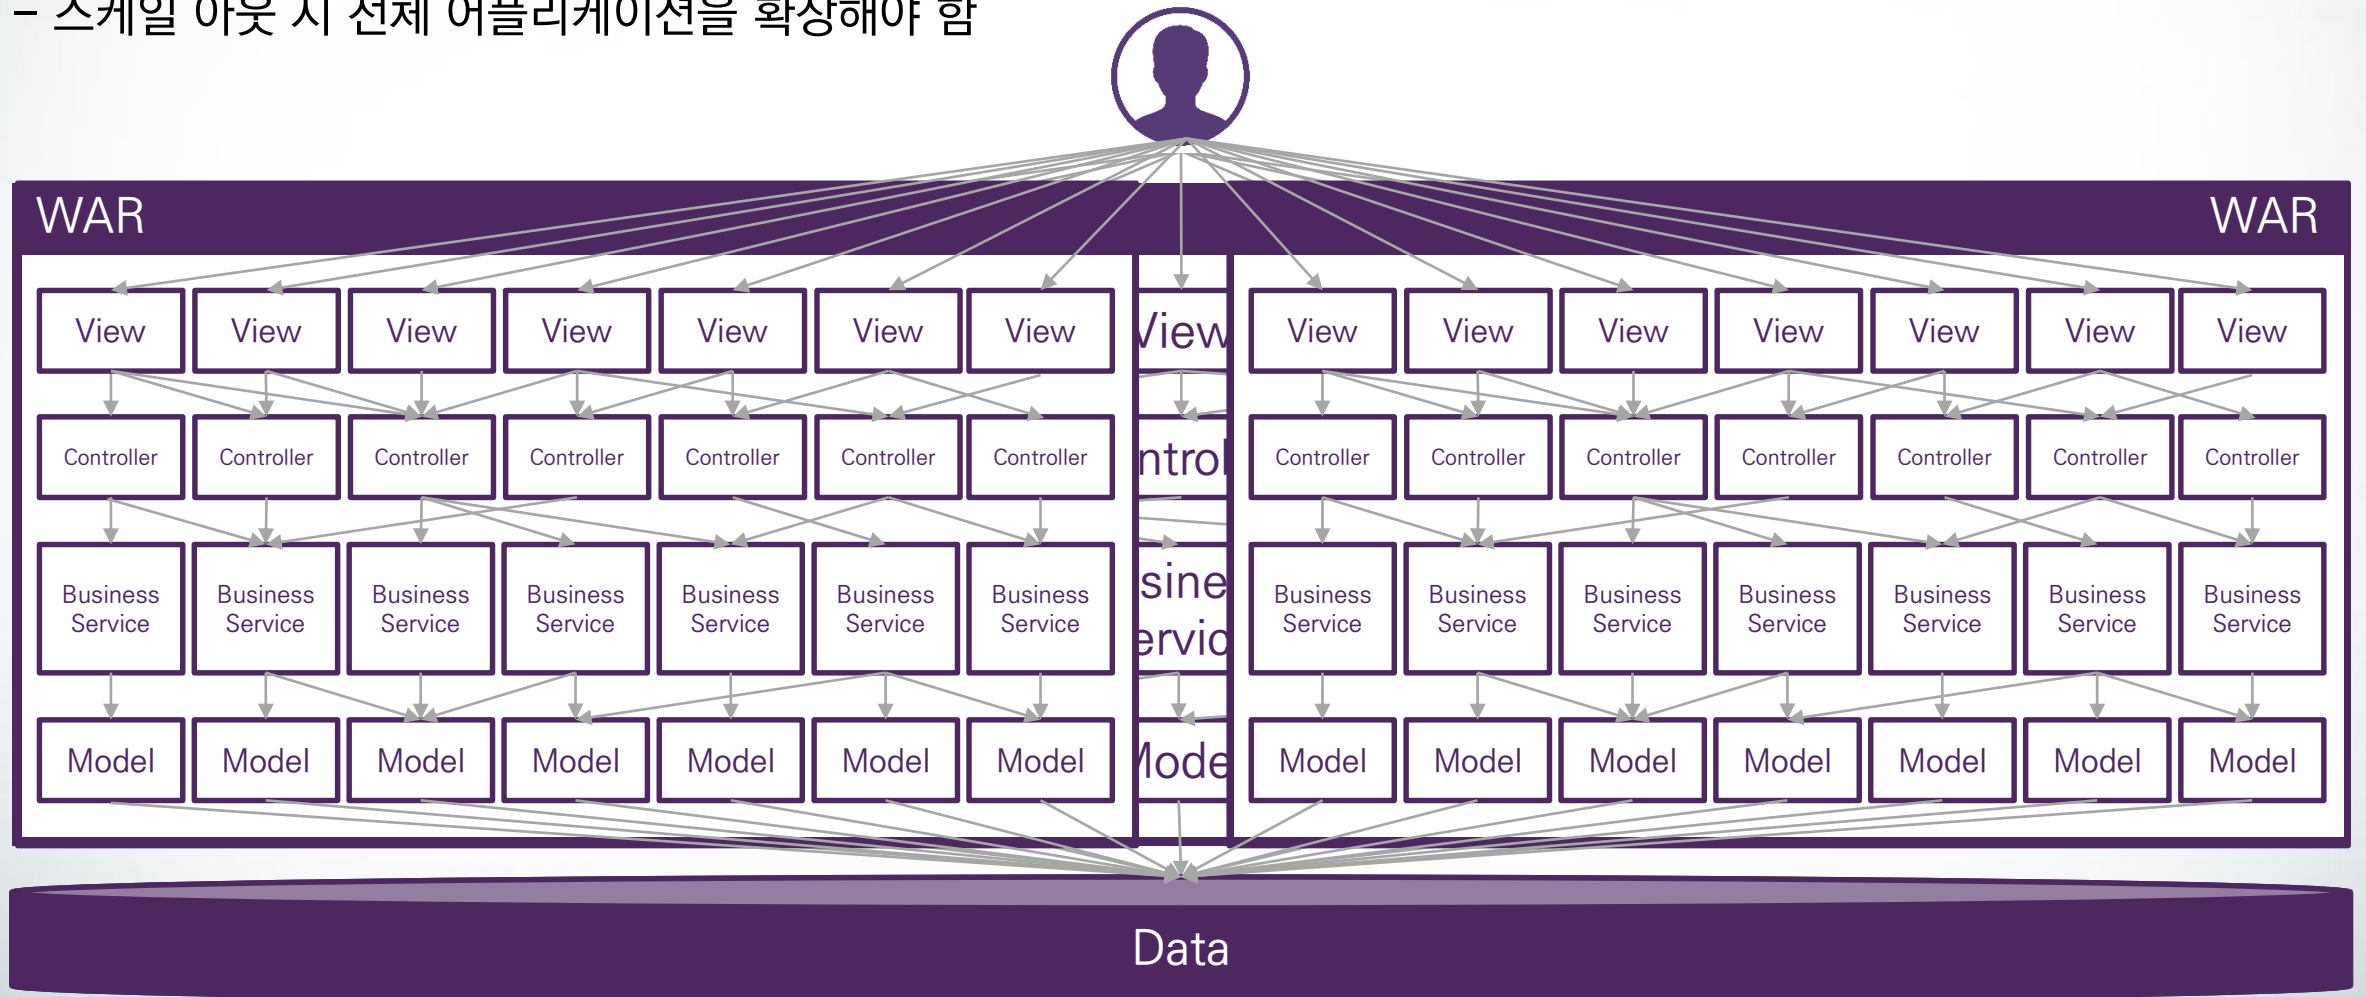 – 스케일 아웃 시 전체 어플리케이션을 확장해야 함
WAR
WAR
View View View View View View View View View View View View View View View
Controller Controller Controller Controller Controller Controller Controller ntrol Controller Controller Controller Controller Controller Controller Controller
Business Business Business Business Business Business Business sine Business Business Business Business Business Business Business
Service Service Service Service Service Service Service ervic Service Service Service Service Service Service Service
Model Model Model Model Model Model Model Mode Model Model Model Model Model Model Model
Data